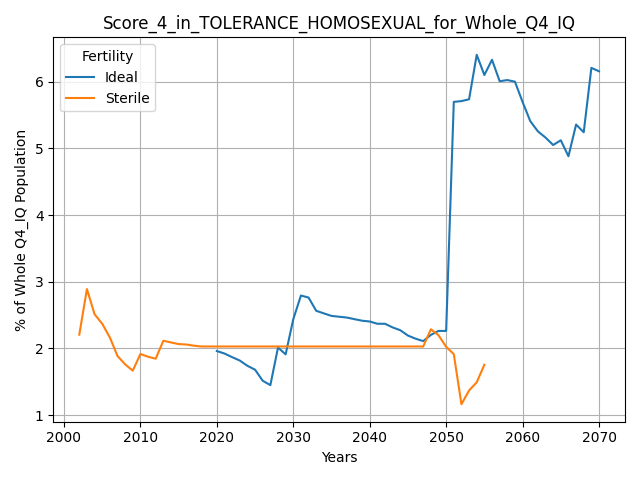 Score_4_in_TOLERANCE_HOMOSEXUAL_for_Whole_Q4_IQ
Fertility
Ideal
Sterile
% of Whole Q4_IQ Population
6
5
4
3
2
1
2000 2010 2020 2030 2040 2050 2060 2070
Years